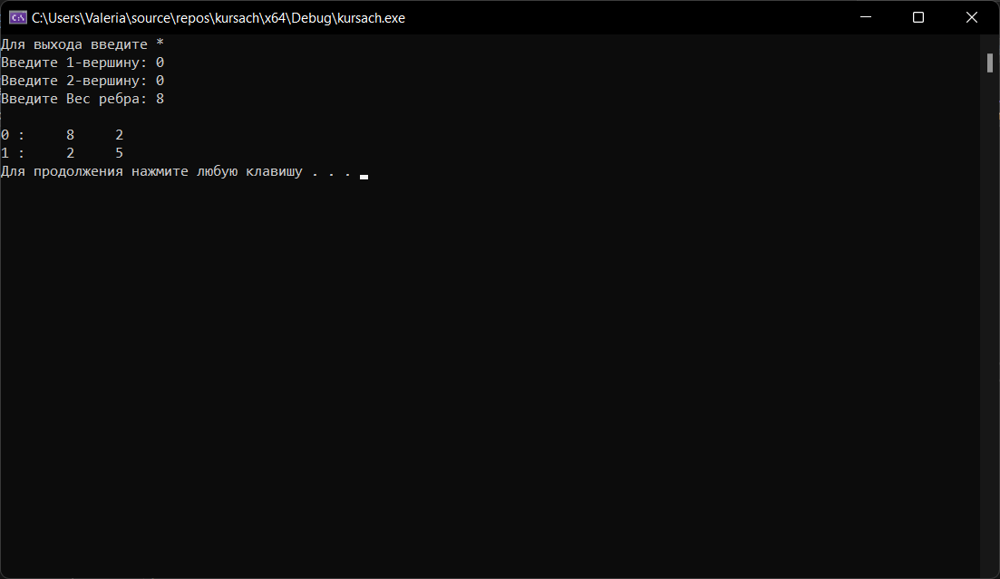 C:\Users\Valeria\source\repos\kursach\x64\Debug\kursach.exe
Для выхода введите *
Введите 1-вершину: 0
Введите 2-вершину: 0
Введите Вес ребра: 8
0 :     8     2
1 :     2     5
Для продолжения нажмите любую клавишу . . .